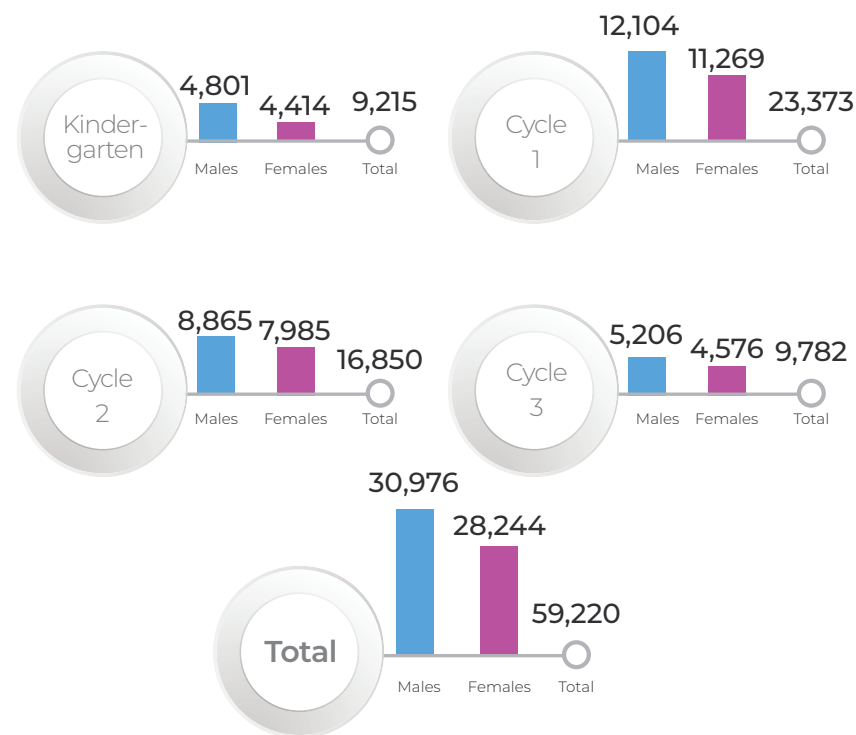 Kinder-
garten
4,801
4,414
9,215
Males
Females
Total
Cycle
1
12,104
11,269
23,373
Males
Females
Total
Cycle
2
8,865
7,985
16,850
Males
Females
Total
Cycle
3
5,206
4,576
9,782
Males
Females
Total
Total
30,976
28,244
59,220
Males
Females
Total